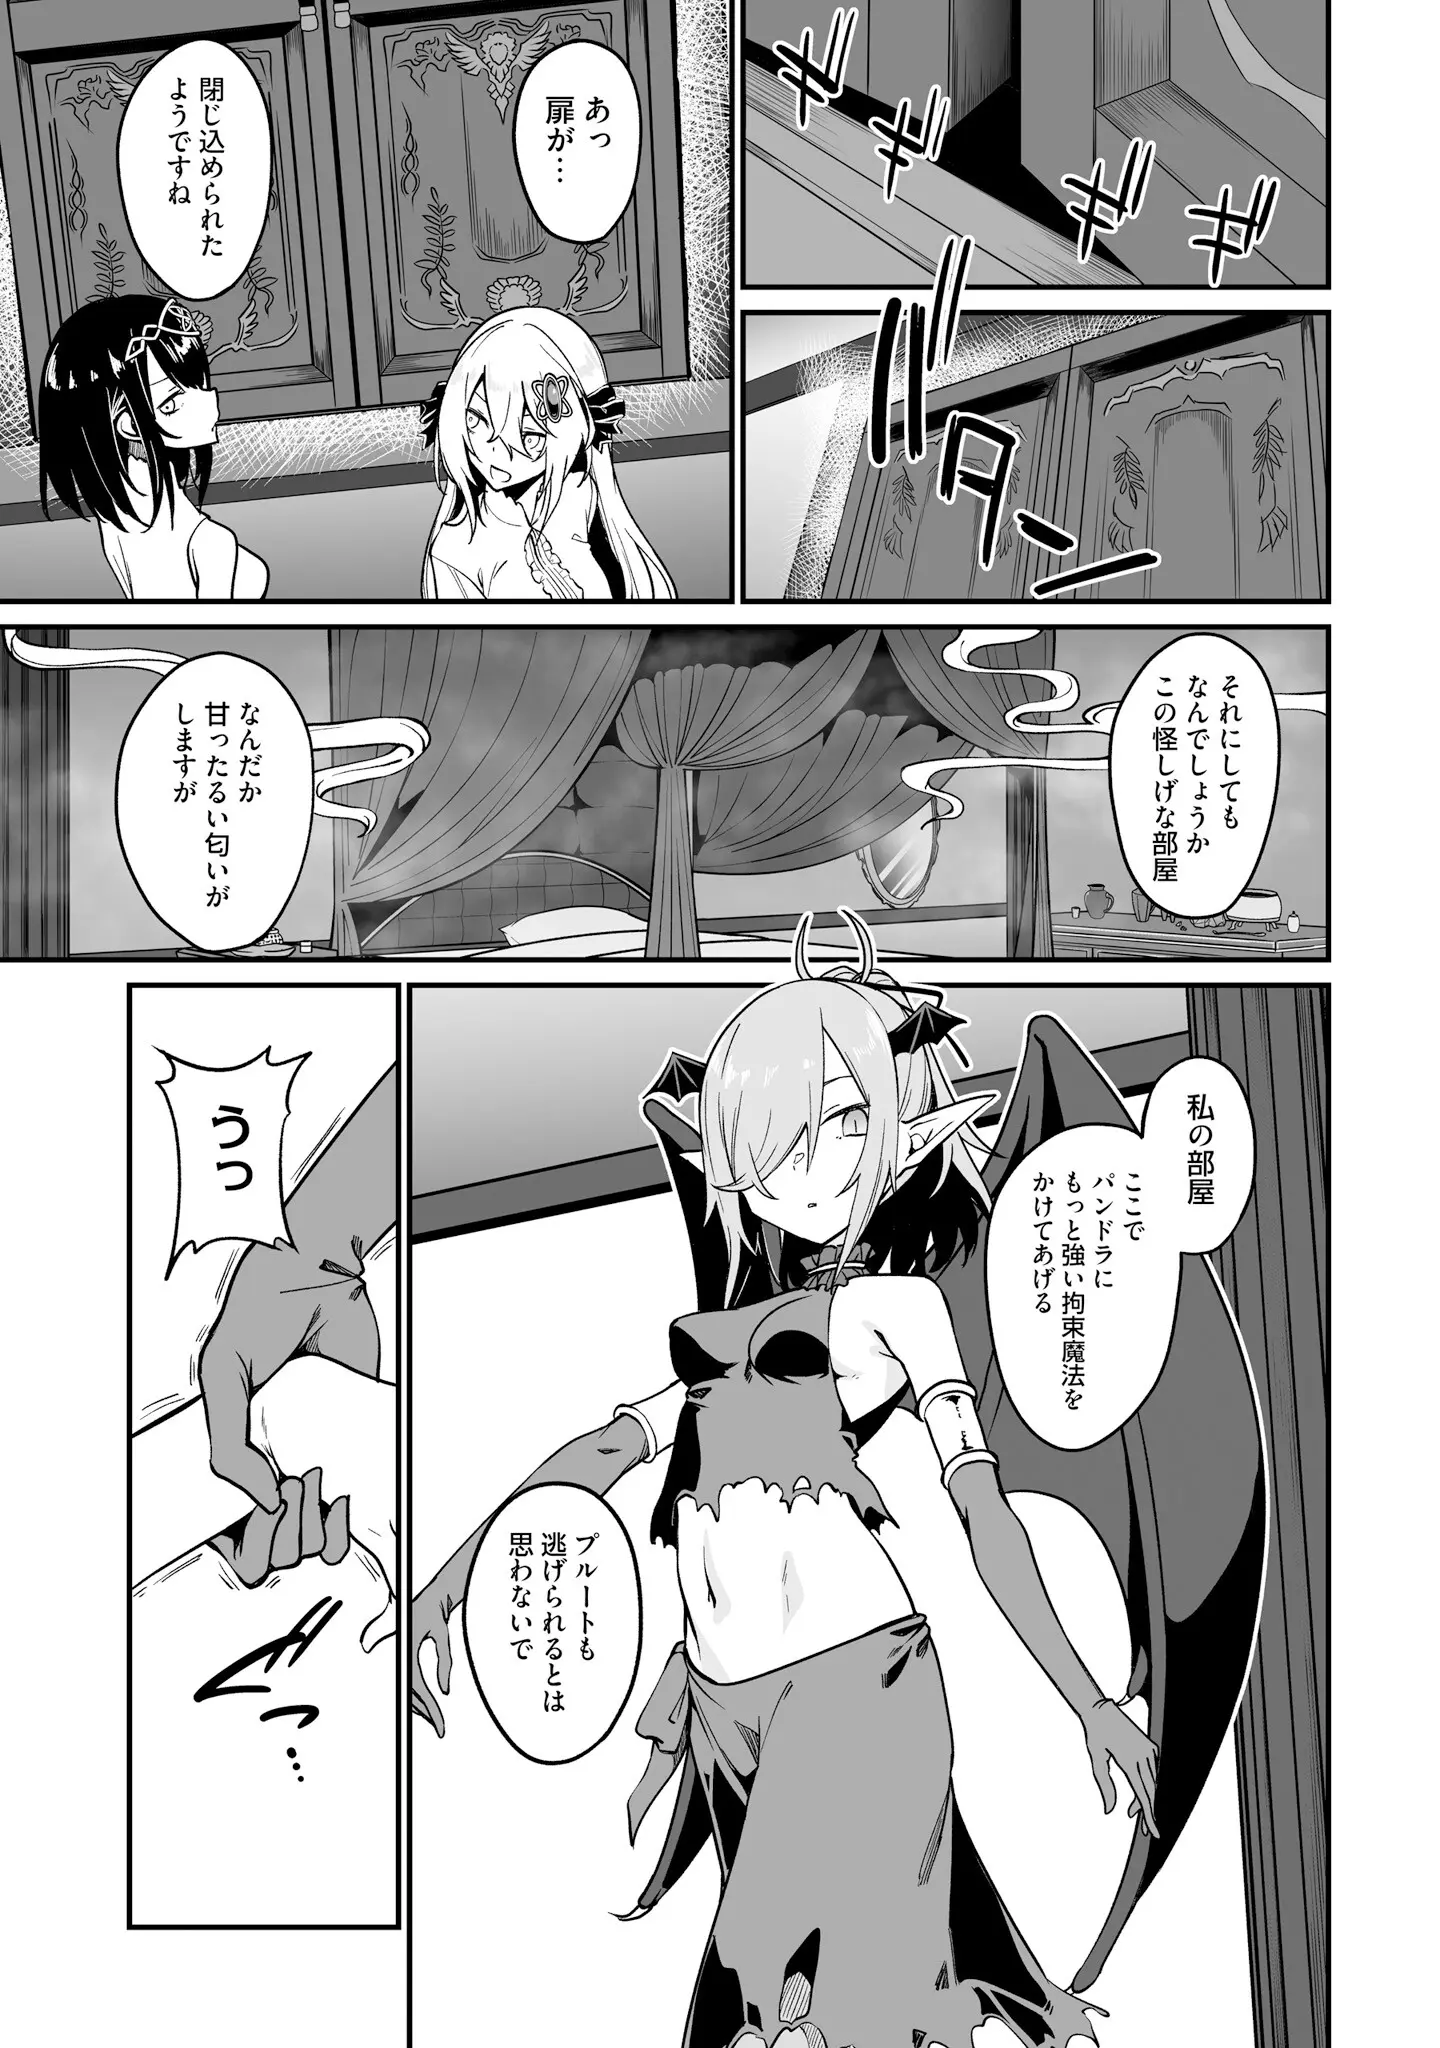 ギギギギ
バターン
あっ
扉が…
閉じ込められた
ようですね
それにしても
なんでしょうか
この怪しげな部屋
なんだか
甘ったるい匂いが
しますが
私の部屋
ここで
パンドラに
もっと強い拘束魔法を
かけてあげる
プルートも
逃げられるとは
思わないで
うっ